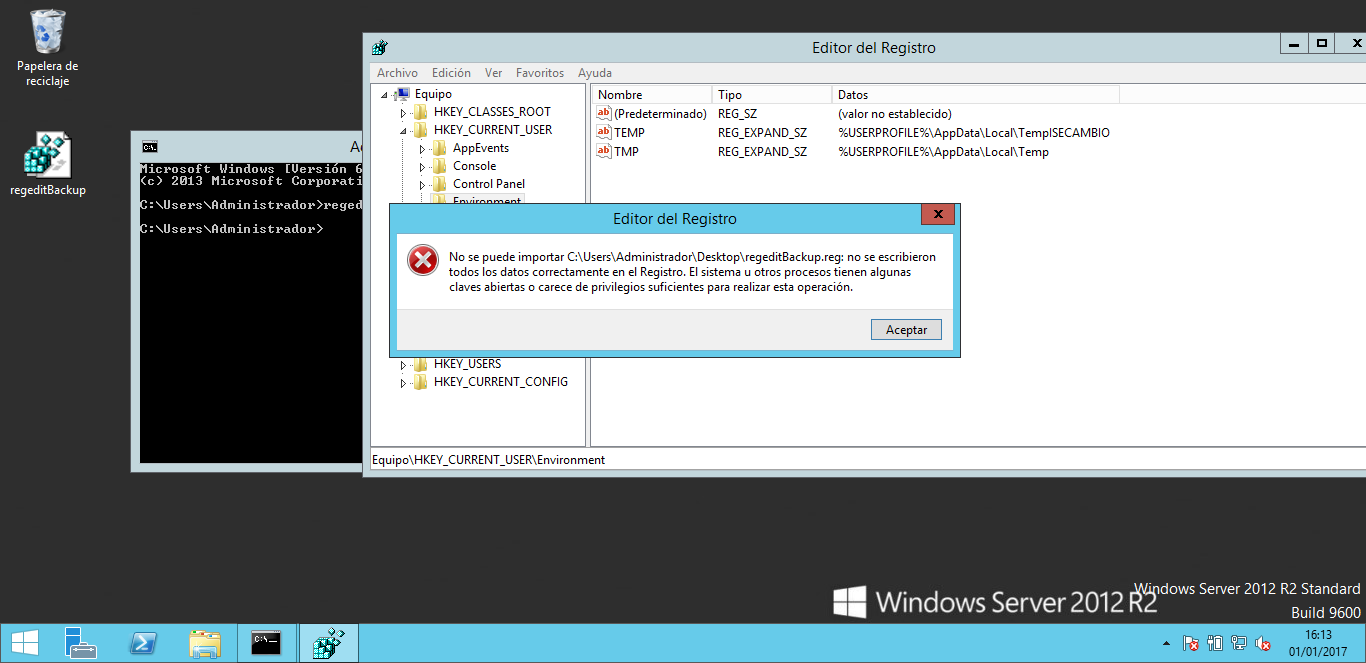 Papelera de
reciclaje
regeditBackup
Microsoft Windows [Versión 6
(c) 2013 Microsoft Corporati
C:\Users\Administrador>reged
C:\Users\Administrador>
Editor del Registro
Archivo Edición Ver Favoritos Ayuda
Equipo
HKEY_CLASSES_ROOT
HKEY_CURRENT_USER
AppEvents
Console
Control Panel
Environment
HKEY_USERS
HKEY_CURRENT_CONFIG
Nombre Tipo Datos
(Predeterminado) REG_SZ (valor no establecido)
TEMP REG_EXPAND_SZ %USERPROFILE%\AppData\Local\TempISECAMBIO
TMP REG_EXPAND_SZ %USERPROFILE%\AppData\Local\Temp
Editor del Registro
No se puede importar C:\Users\Administrador\Desktop\regeditBackup.reg: no se escribieron
todos los datos correctamente en el Registro. El sistema u otros procesos tienen algunas
claves abiertas o carece de privilegios suficientes para realizar esta operación.
Aceptar
Equipo\HKEY_CURRENT_USER\Environment
Windows Server 2012 R2
Windows Server 2012 R2 Standard
Build 9600
16:13
01/01/2017